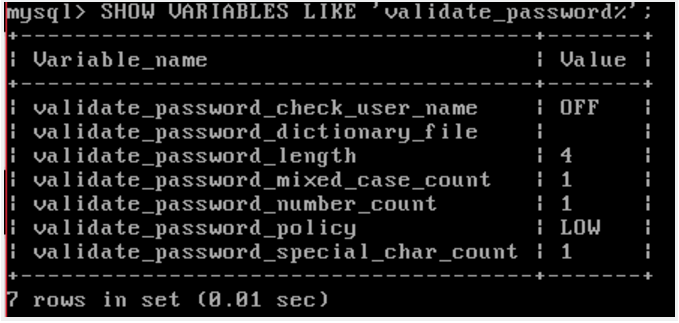 mysql> SHOW VARIABLES LIKE 'validate_password%';
+--------------------------------------+-------+
| Variable_name                        | Value |
+--------------------------------------+-------+
| validate_password_check_user_name    | OFF   |
| validate_password_dictionary_file    |       |
| validate_password_length             | 4     |
| validate_password_mixed_case_count   | 1     |
| validate_password_number_count       | 1     |
| validate_password_policy             | LOW   |
| validate_password_special_char_count | 1     |
+--------------------------------------+-------+
7 rows in set (0.01 sec)